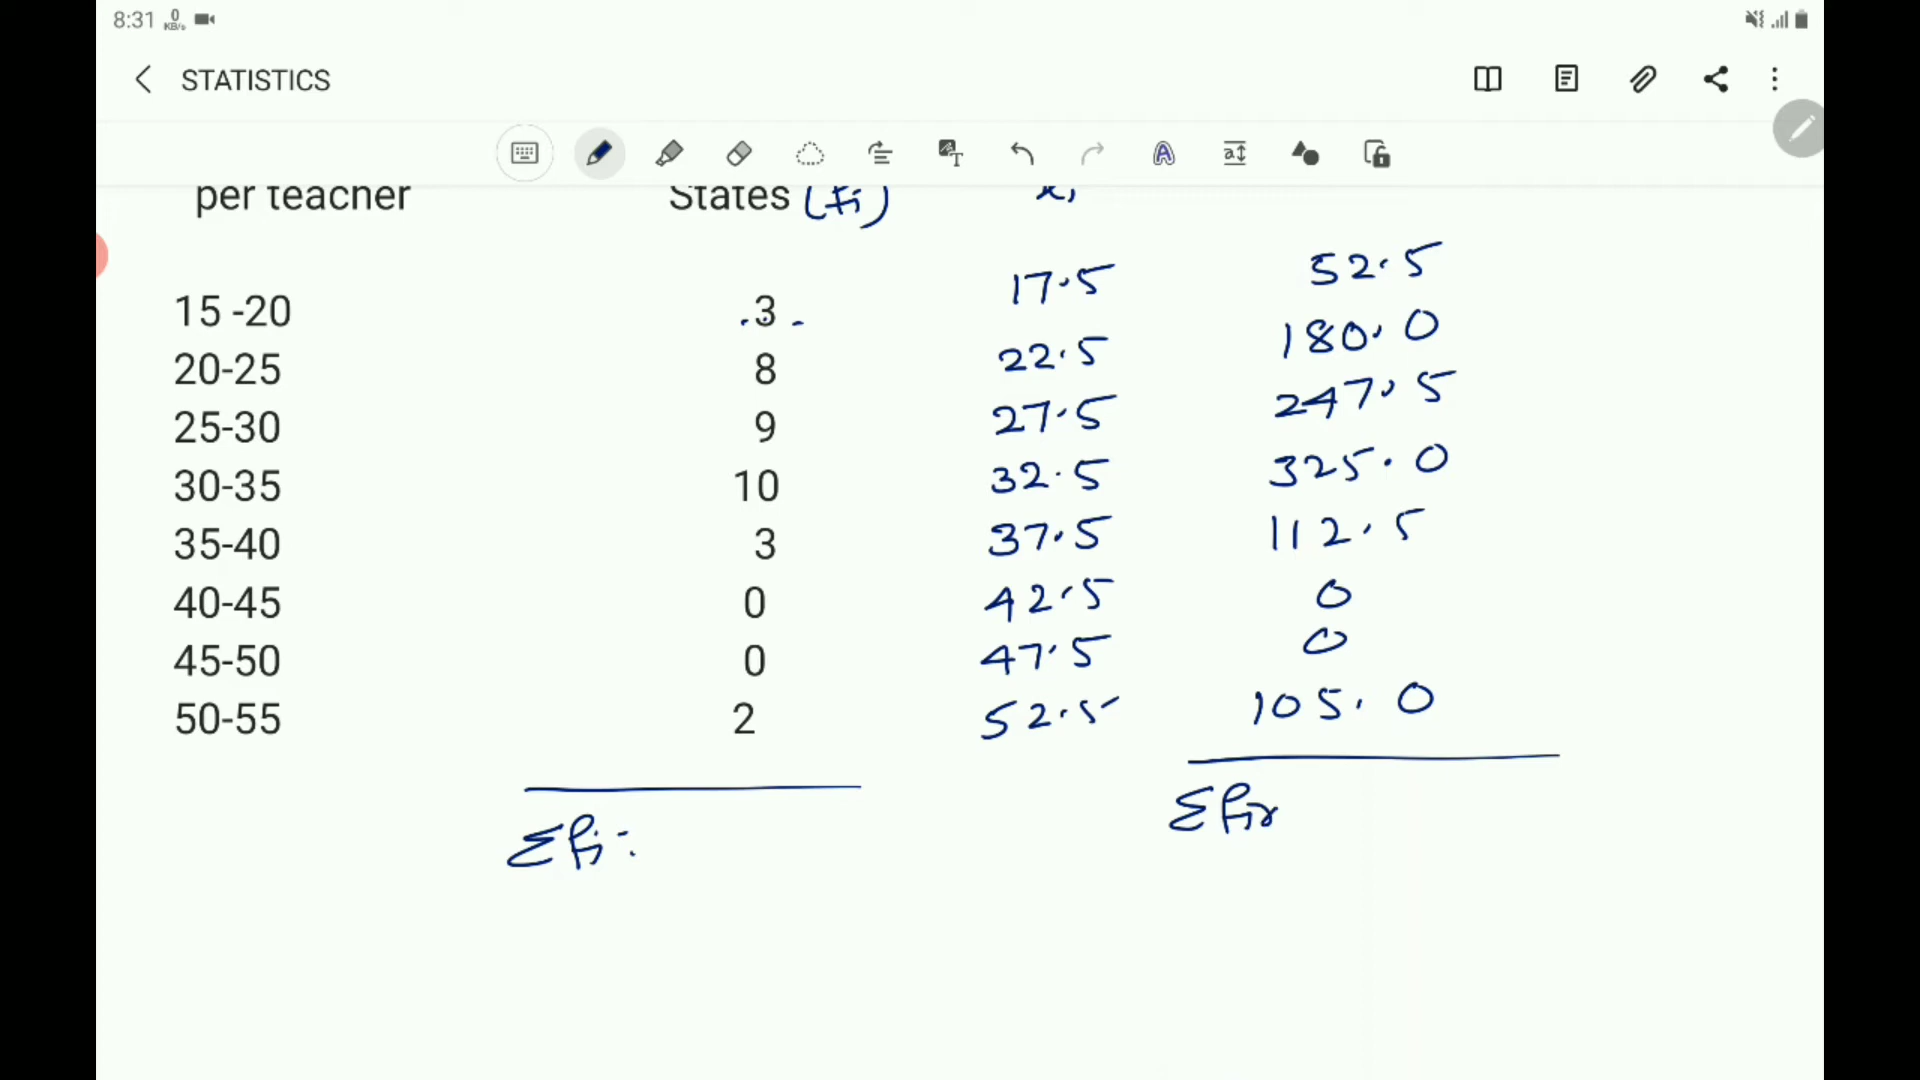 8:31 0 KB/s
STATISTICS
per teacher States (fi) xi
15 -20 3 17.5 52.5
20-25 8 22.5 180.0
25-30 9 27.5 247.5
30-35 10 32.5 325.0
35-40 3 37.5 112.5
40-45 0 42.5 0
45-50 0 47.5 0
50-55 2 52.5 105.0
Σfi = Σfix